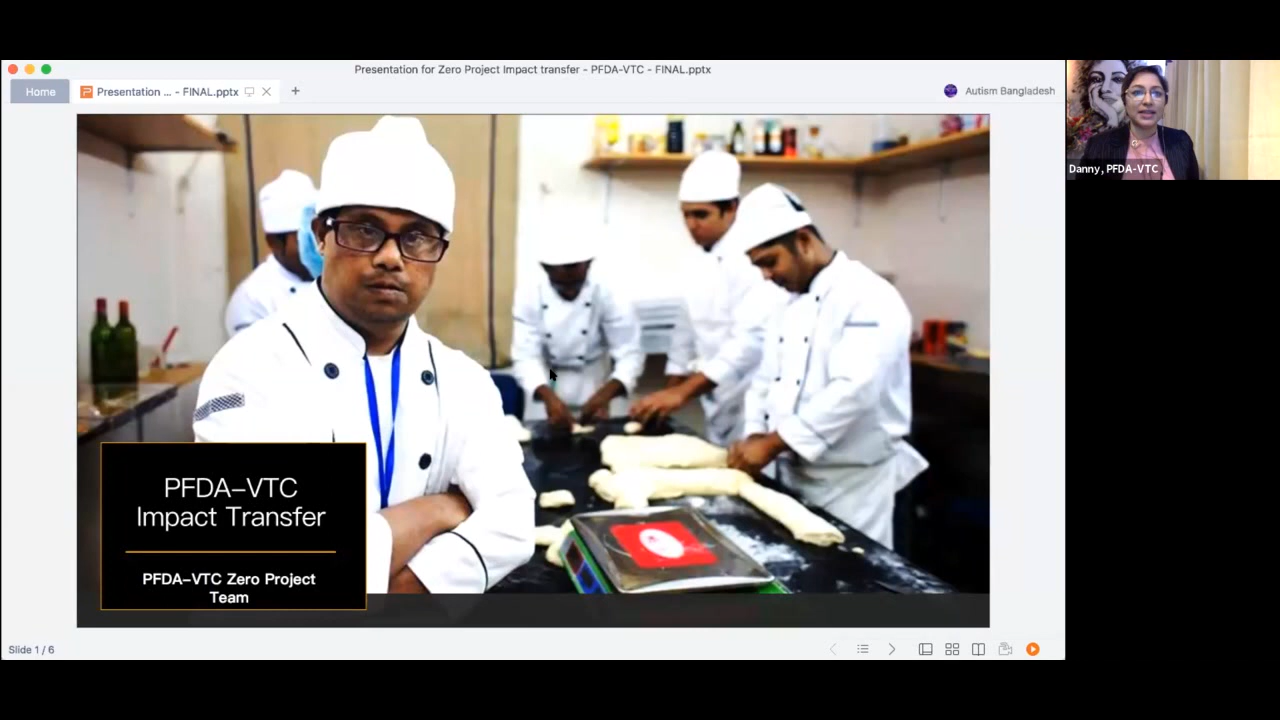 Presentation for Zero Project Impact transfer - PFDA-VTC - FINAL.pptx
Home
Presentation ... - FINAL.pptx
Autism Bangladesh
Danny, PFDA-VTC
PFDA–VTC
Impact Transfer
PFDA–VTC Zero Project
Team
Slide 1 / 6